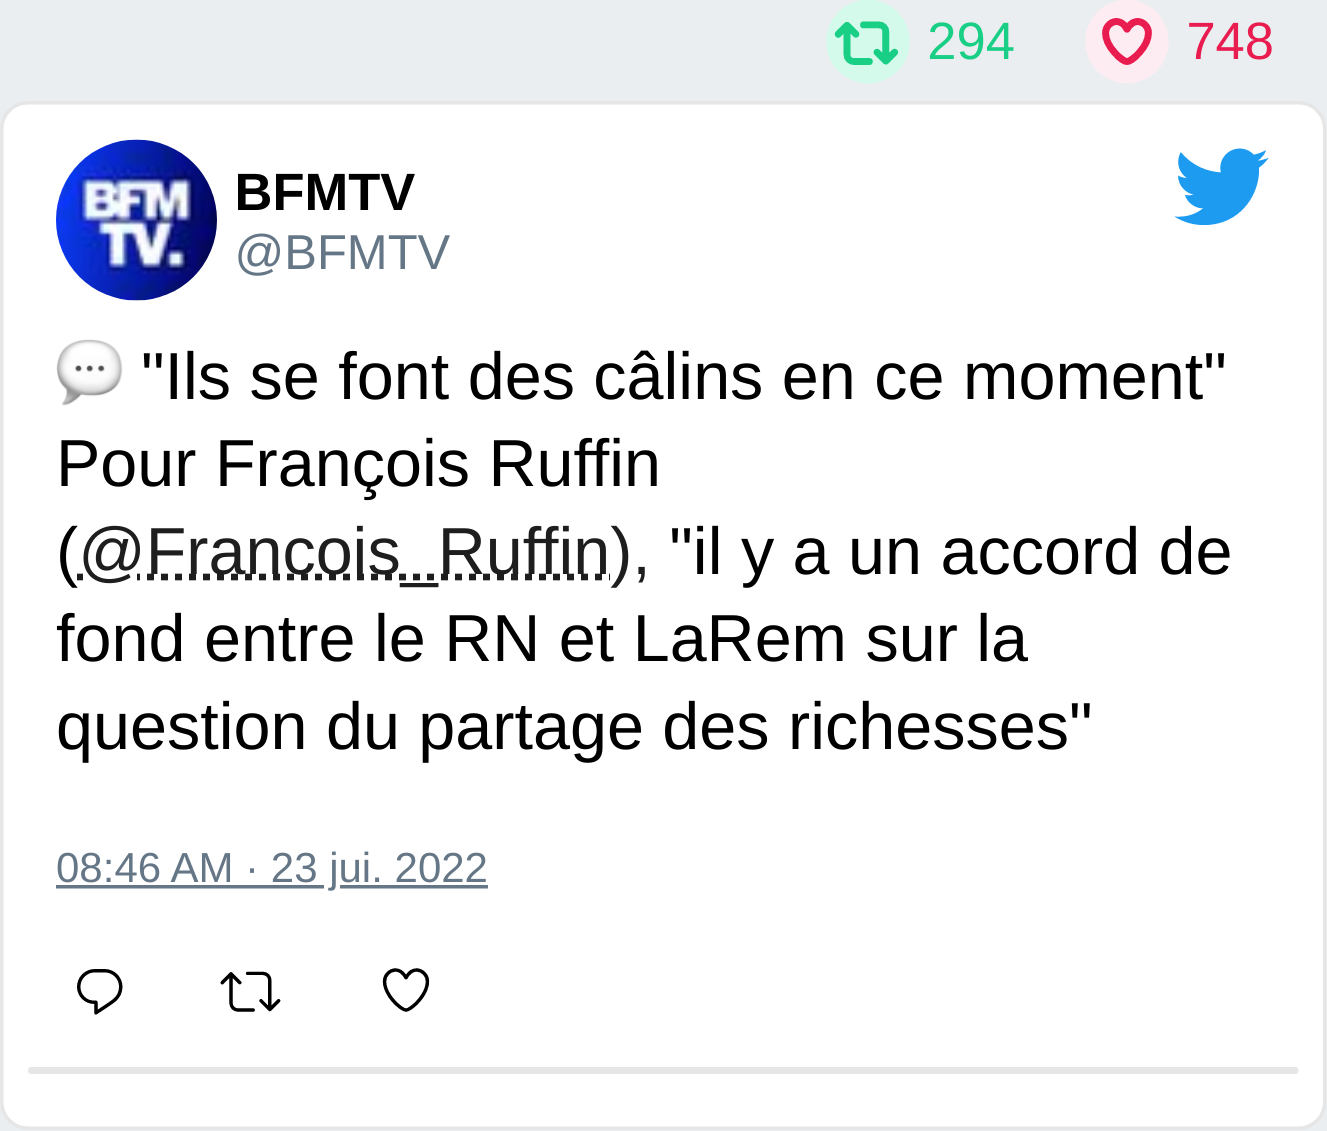 294 748
BFM
TV.
BFMTV
@BFMTV
💬 "Ils se font des câlins en ce moment"
Pour François Ruffin
(@Francois_Ruffin), "il y a un accord de
fond entre le RN et LaRem sur la
question du partage des richesses"
08:46 AM · 23 jui. 2022